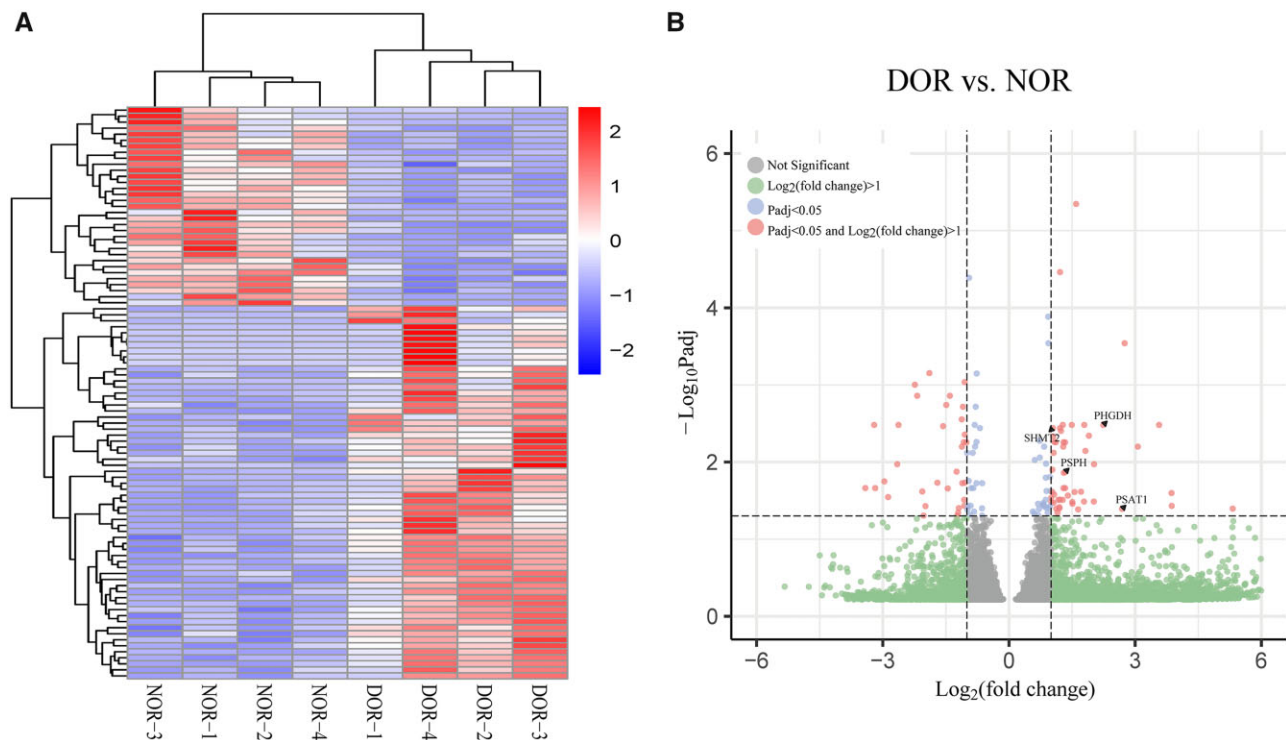 A
2
1
0
−1
−2
NOR-3
NOR-1
NOR-2
NOR-4
DOR-1
DOR-4
DOR-2
DOR-3
B
DOR vs. NOR
Not Significant
Log2(fold change)>1
Padj<0.05
Padj<0.05 and Log2(fold change)>1
−Log10Padj
6
4
2
0
PHGDH
SHMT2
PSPH
PSAT1
−6
−3
0
3
6
Log2(fold change)